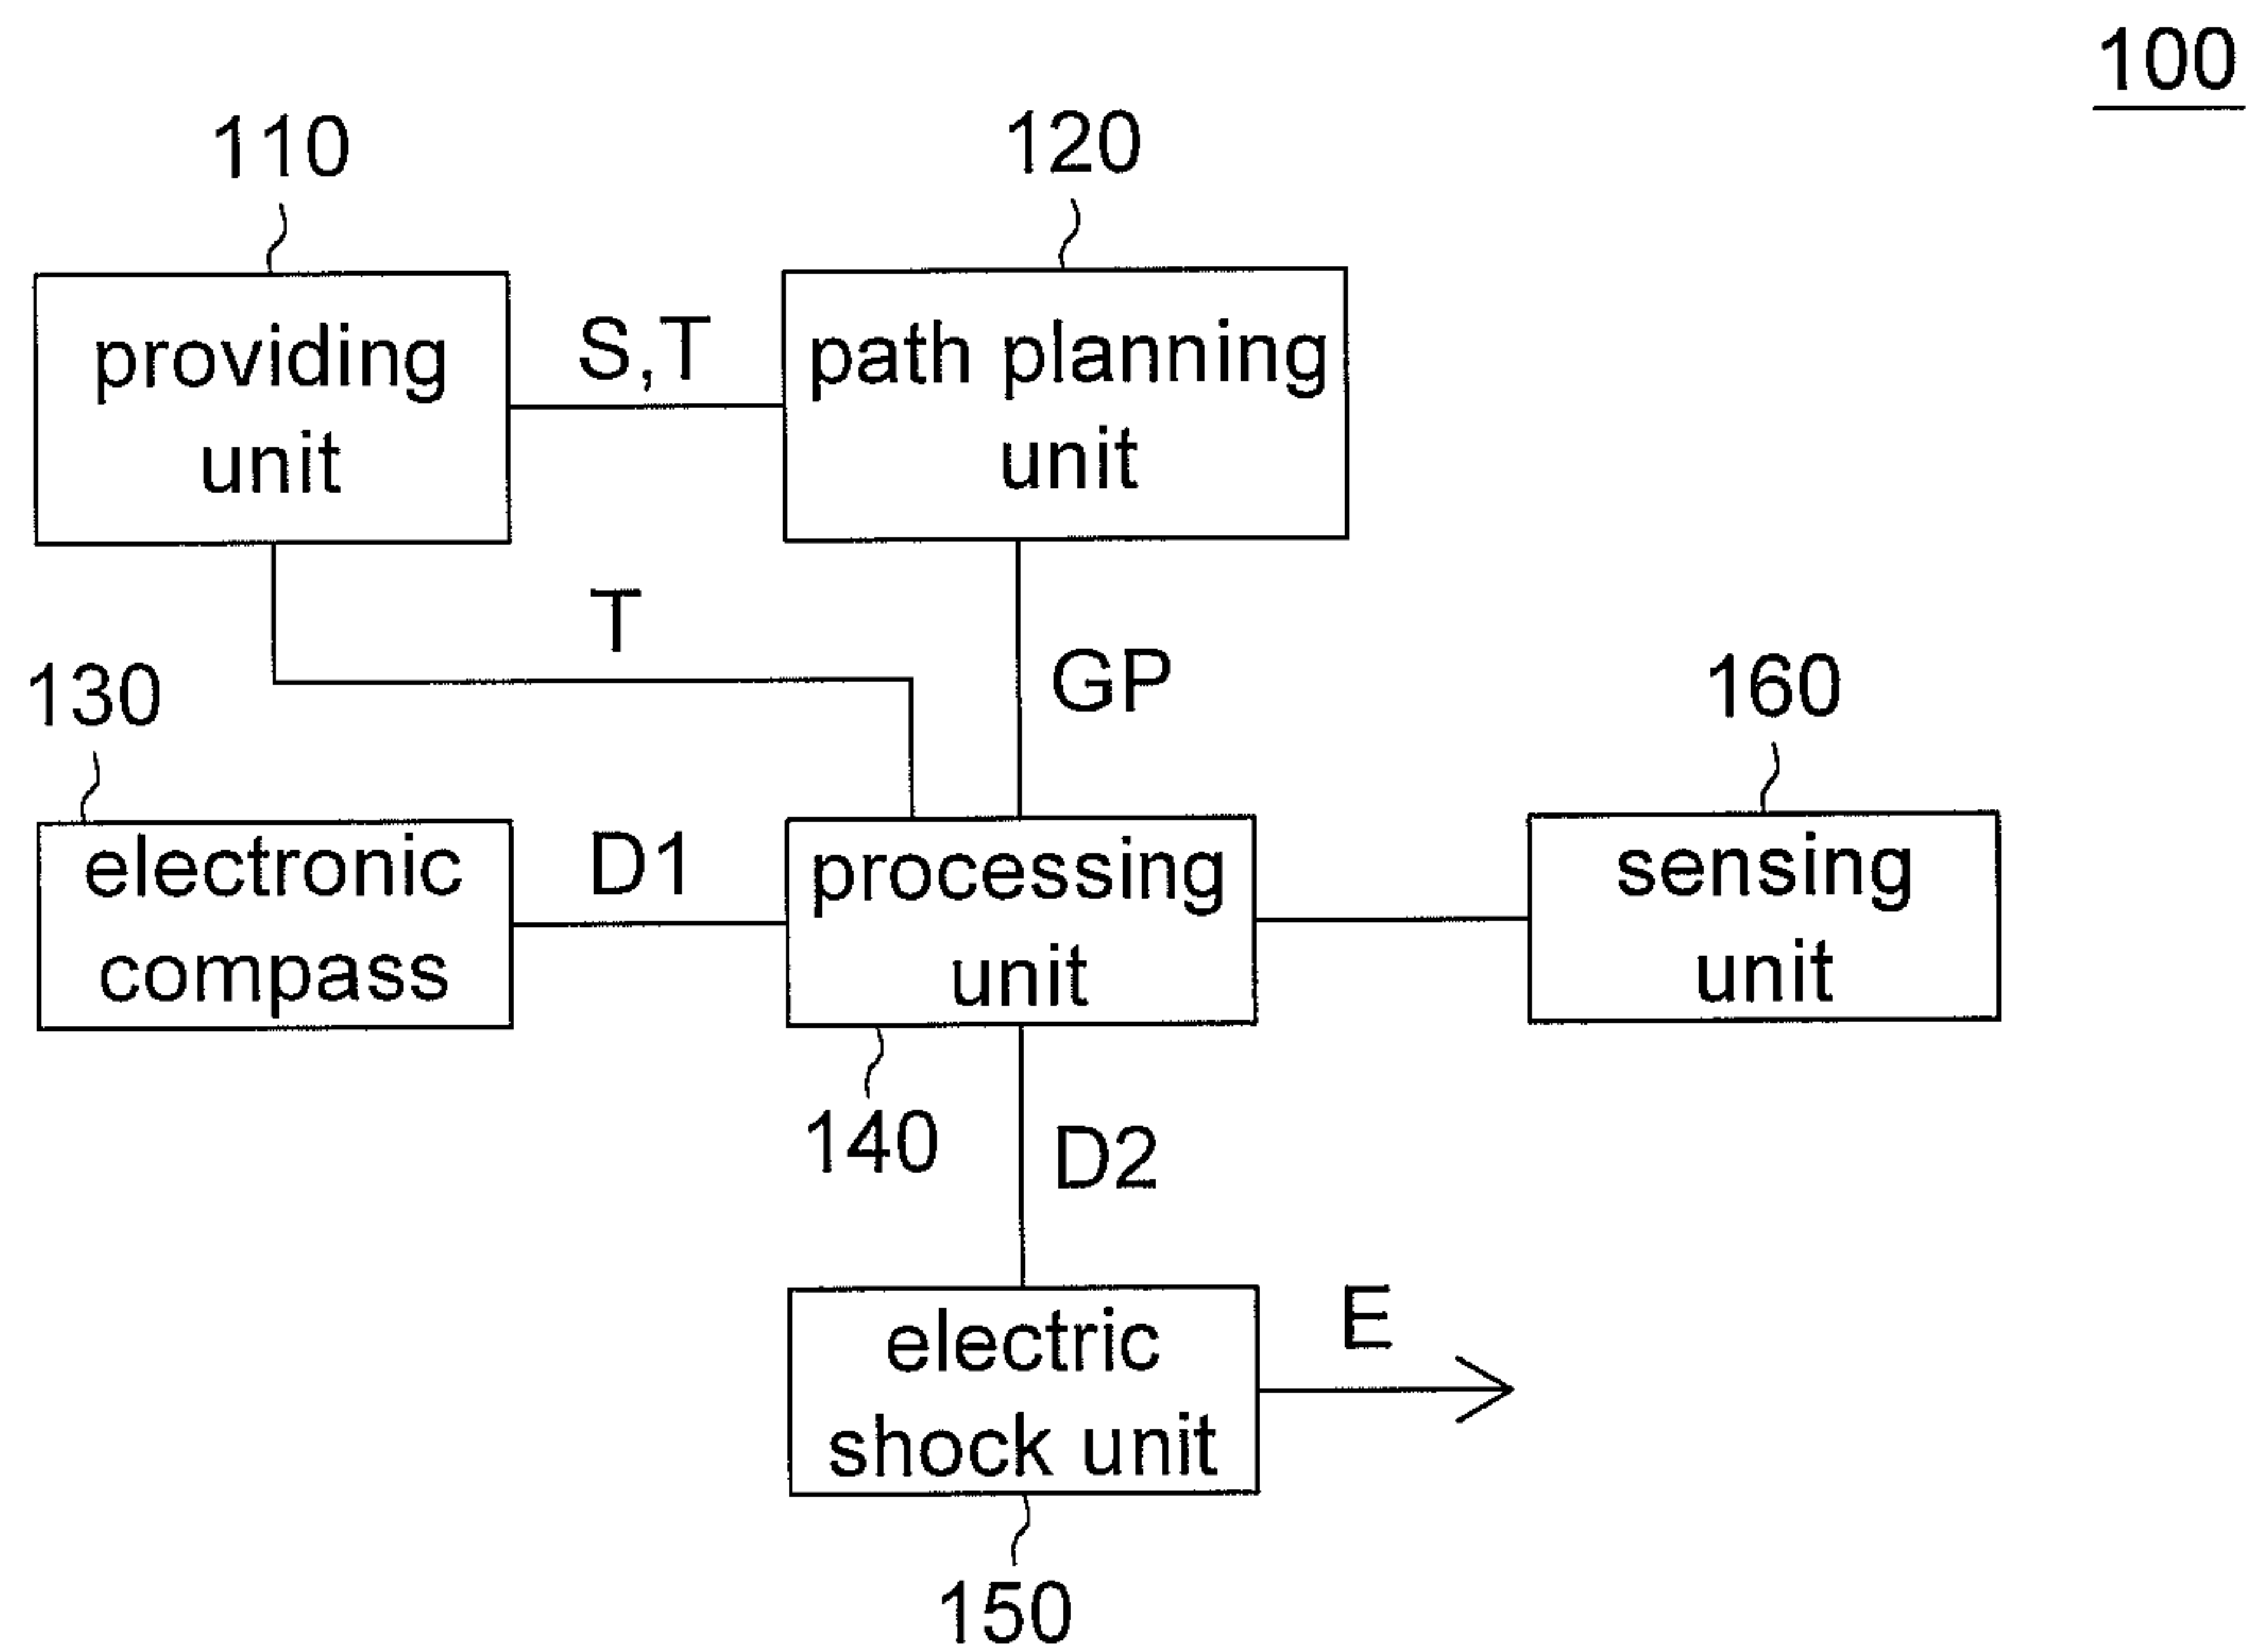 100
110
120
providing
unit
S,T
path planning
unit
T
GP
130
160
electronic
compass
D1
processing
unit
sensing
unit
140
D2
electric
shock unit
E
150